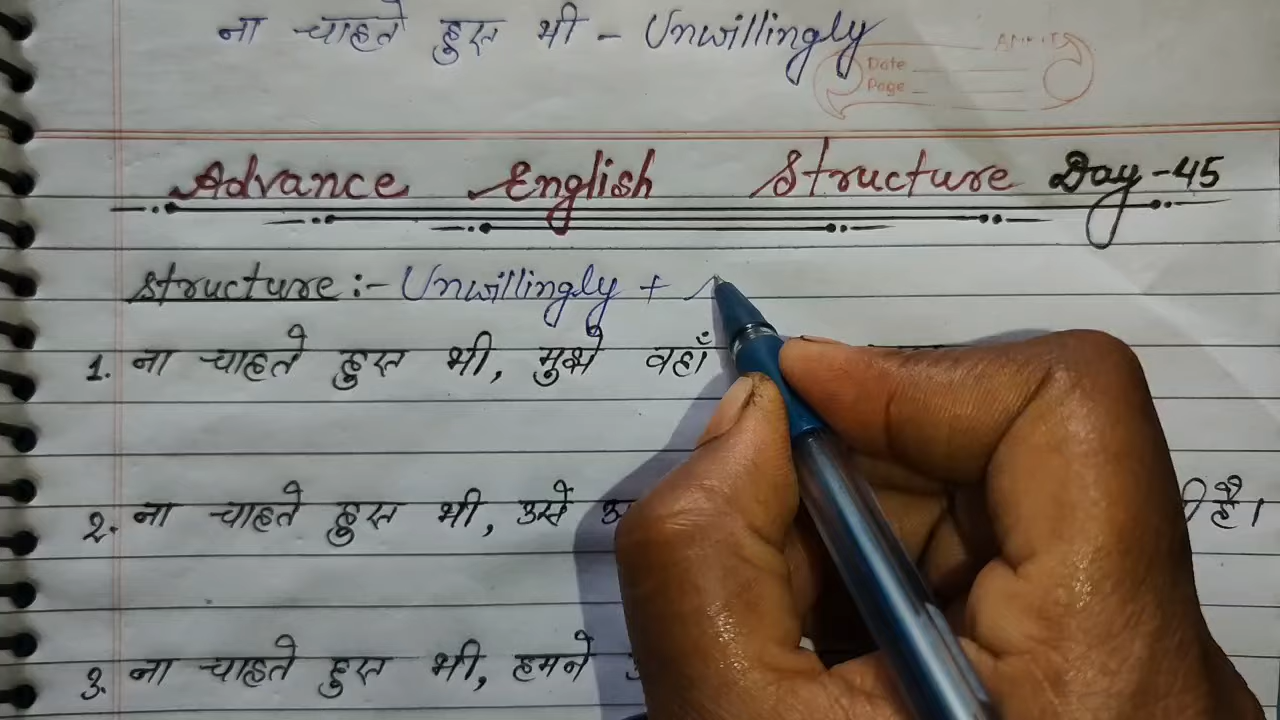 ना चाहते हुए भी - Unwillingly
Date
Page
Advance English Structure Day-45
Structure:- Unwillingly +
1. ना चाहते हुए भी, मुझे वहाँ
2. ना चाहते हुए भी, उसे है।
3. ना चाहते हुए भी, हमने